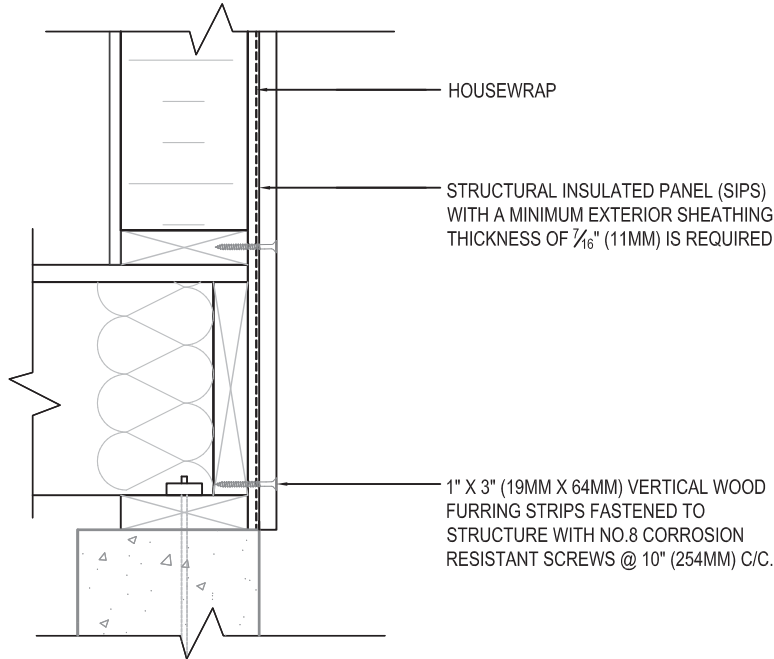 HOUSEWRAP
STRUCTURAL INSULATED PANEL (SIPS)
WITH A MINIMUM EXTERIOR SHEATHING
THICKNESS OF 7/16" (11MM) IS REQUIRED
1" X 3" (19MM X 64MM) VERTICAL WOOD
FURRING STRIPS FASTENED TO
STRUCTURE WITH NO.8 CORROSION
RESISTANT SCREWS @ 10" (254MM) C/C.